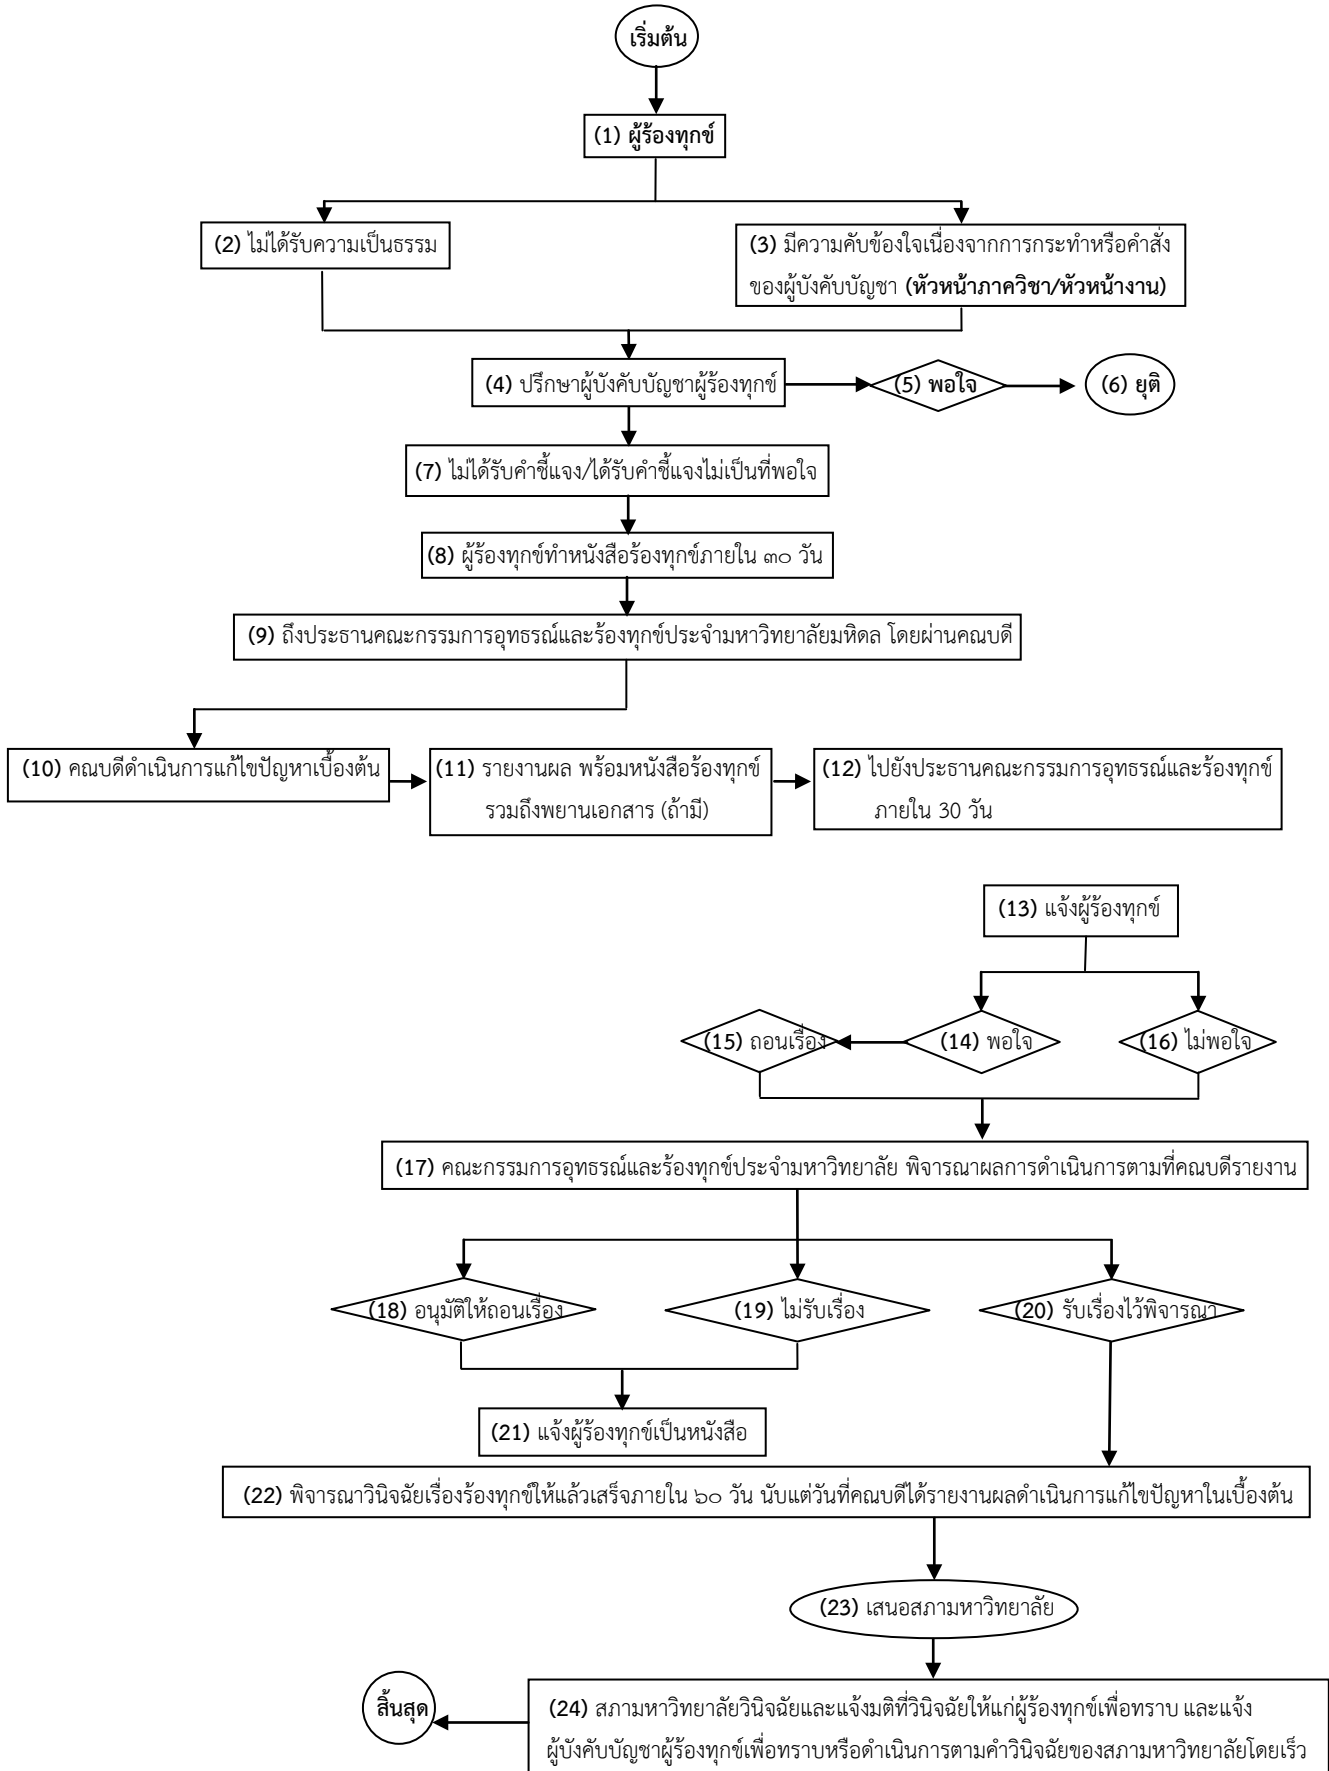 เริ่มต้น
(1) ผู้ร้องทุกข์
(2) ไม่ได้รับความเป็นธรรม
(3) มีความคับข้องใจเนื่องจากการกระทำหรือคำสั่ง
ของผู้บังคับบัญชา (หัวหน้าภาควิชา/หัวหน้างาน)
(4) ปรึกษาผู้บังคับบัญชาผู้ร้องทุกข์
(5) พอใจ
(6) ยุติ
(7) ไม่ได้รับคำชี้แจง/ได้รับคำชี้แจงไม่เป็นที่พอใจ
(8) ผู้ร้องทุกข์ทำหนังสือร้องทุกข์ภายใน ๓๐ วัน
(9) ถึงประธานคณะกรรมการอุทธรณ์และร้องทุกข์ประจำมหาวิทยาลัยมหิดล โดยผ่านคณบดี
(10) คณบดีดำเนินการแก้ไขปัญหาเบื้องต้น
(11) รายงานผล พร้อมหนังสือร้องทุกข์
รวมถึงพยานเอกสาร (ถ้ามี)
(12) ไปยังประธานคณะกรรมการอุทธรณ์และร้องทุกข์
ภายใน 30 วัน
(13) แจ้งผู้ร้องทุกข์
(15) ถอนเรื่อง
(14) พอใจ
(16) ไม่พอใจ
(17) คณะกรรมการอุทธรณ์และร้องทุกข์ประจำมหาวิทยาลัย พิจารณาผลการดำเนินการตามที่คณบดีรายงาน
(18) อนุมัติให้ถอนเรื่อง
(19) ไม่รับเรื่อง
(20) รับเรื่องไว้พิจารณา
(21) แจ้งผู้ร้องทุกข์เป็นหนังสือ
(22) พิจารณาวินิจฉัยเรื่องร้องทุกข์ให้แล้วเสร็จภายใน ๖๐ วัน นับแต่วันที่คณบดีได้รายงานผลดำเนินการแก้ไขปัญหาในเบื้องต้น
(23) เสนอสภามหาวิทยาลัย
สิ้นสุด
(24) สภามหาวิทยาลัยวินิจฉัยและแจ้งมติที่วินิจฉัยให้แก่ผู้ร้องทุกข์เพื่อทราบ และแจ้ง
ผู้บังคับบัญชาผู้ร้องทุกข์เพื่อทราบหรือดำเนินการตามคำวินิจฉัยของสภามหาวิทยาลัยโดยเร็ว